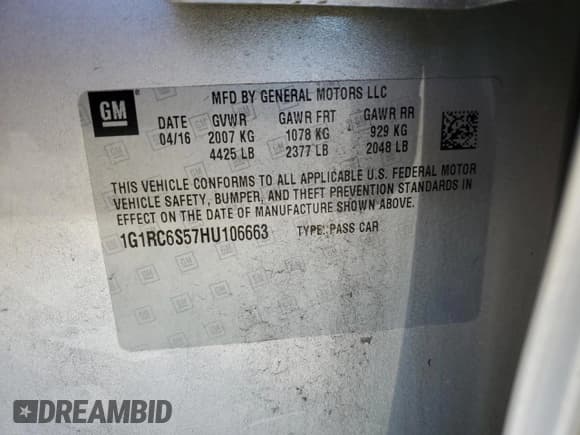 GM
MFD BY GENERAL MOTORS LLC
DATE GVWR GAWR FRT GAWR RR
04/16 2007 KG 1078 KG 929 KG
4425 LB 2377 LB 2048 LB
THIS VEHICLE CONFORMS TO ALL APPLICABLE U.S. FEDERAL MOTOR
VEHICLE SAFETY, BUMPER, AND THEFT PREVENTION STANDARDS IN
EFFECT ON THE DATE OF MANUFACTURE SHOWN ABOVE.
1G1RC6S57HU106663 TYPE: PASS CAR
DREAMBID